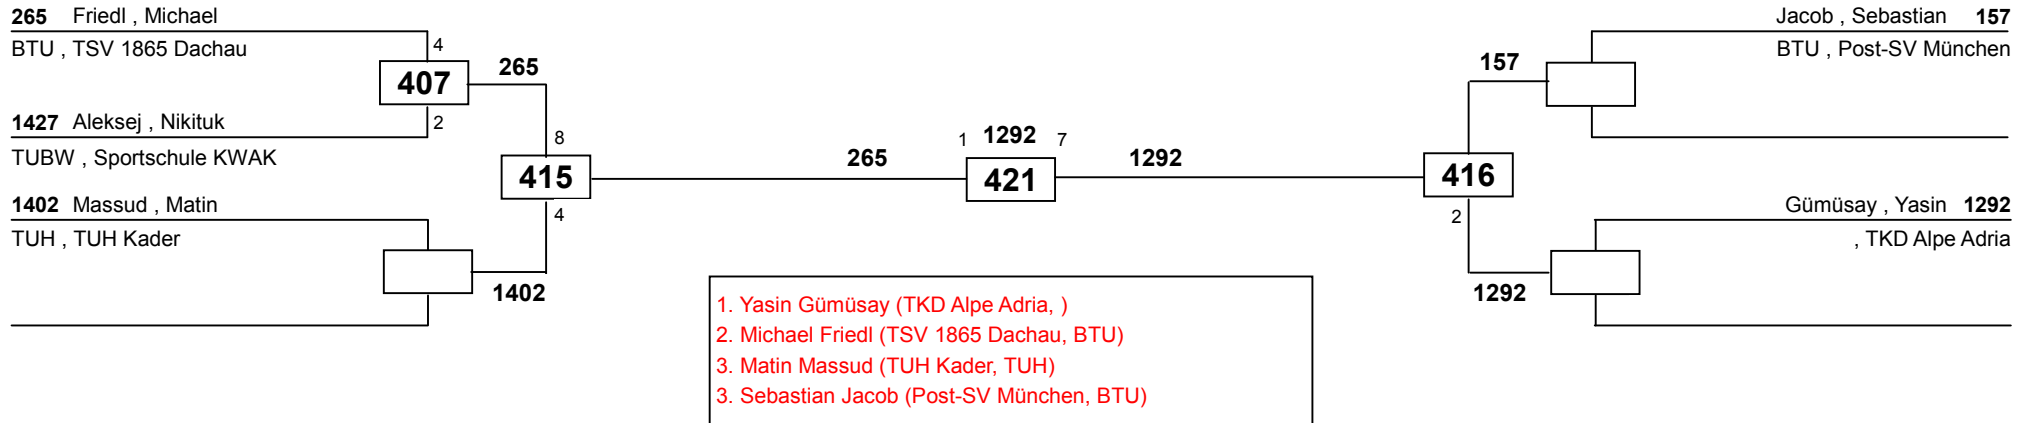 265 Friedl , Michael
BTU , TSV 1865 Dachau
4
407
265
1427 Aleksej , Nikituk
2
TUBW , Sportschule KWAK
8
415
4
1402 Massud , Matin
TUH , TUH Kader
1402
265
1 1292 7
421
1292
Jacob , Sebastian 157
BTU , Post-SV München
157
416
2
Gümüsay , Yasin 1292
, TKD Alpe Adria
1292
1. Yasin Gümüsay (TKD Alpe Adria, )
2. Michael Friedl (TSV 1865 Dachau, BTU)
3. Matin Massud (TUH Kader, TUH)
3. Sebastian Jacob (Post-SV München, BTU)